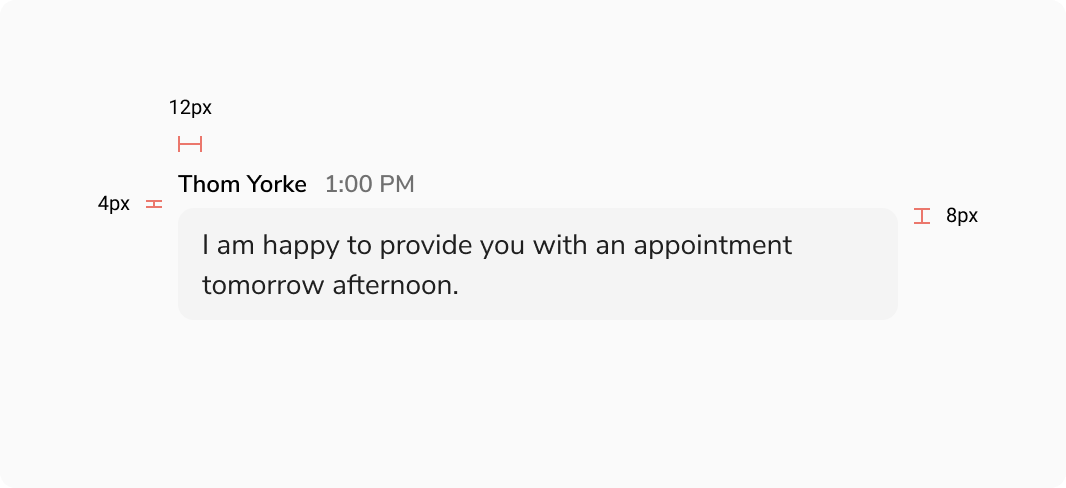 12px
Thom Yorke 1:00 PM
4px
8px
I am happy to provide you with an appointment
tomorrow afternoon.